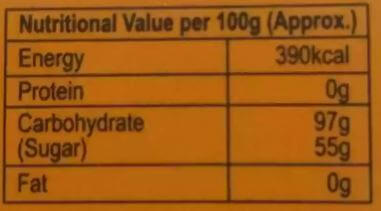 Nutritional Value per 100g (Approx.)
Energy 390kcal
Protein 0g
Carbohydrate 97g
(Sugar) 55g
Fat 0g